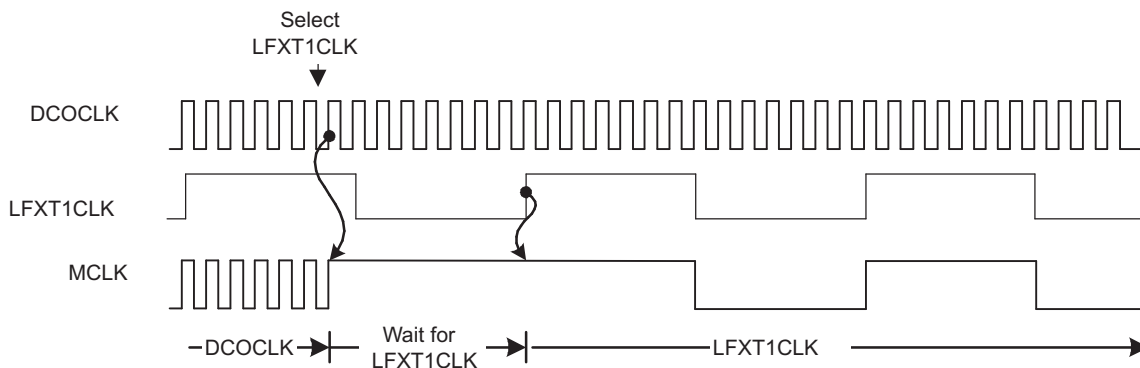 Select
LFXT1CLK
DCOCLK
LFXT1CLK
MCLK
DCOCLK
Wait for
LFXT1CLK
LFXT1CLK